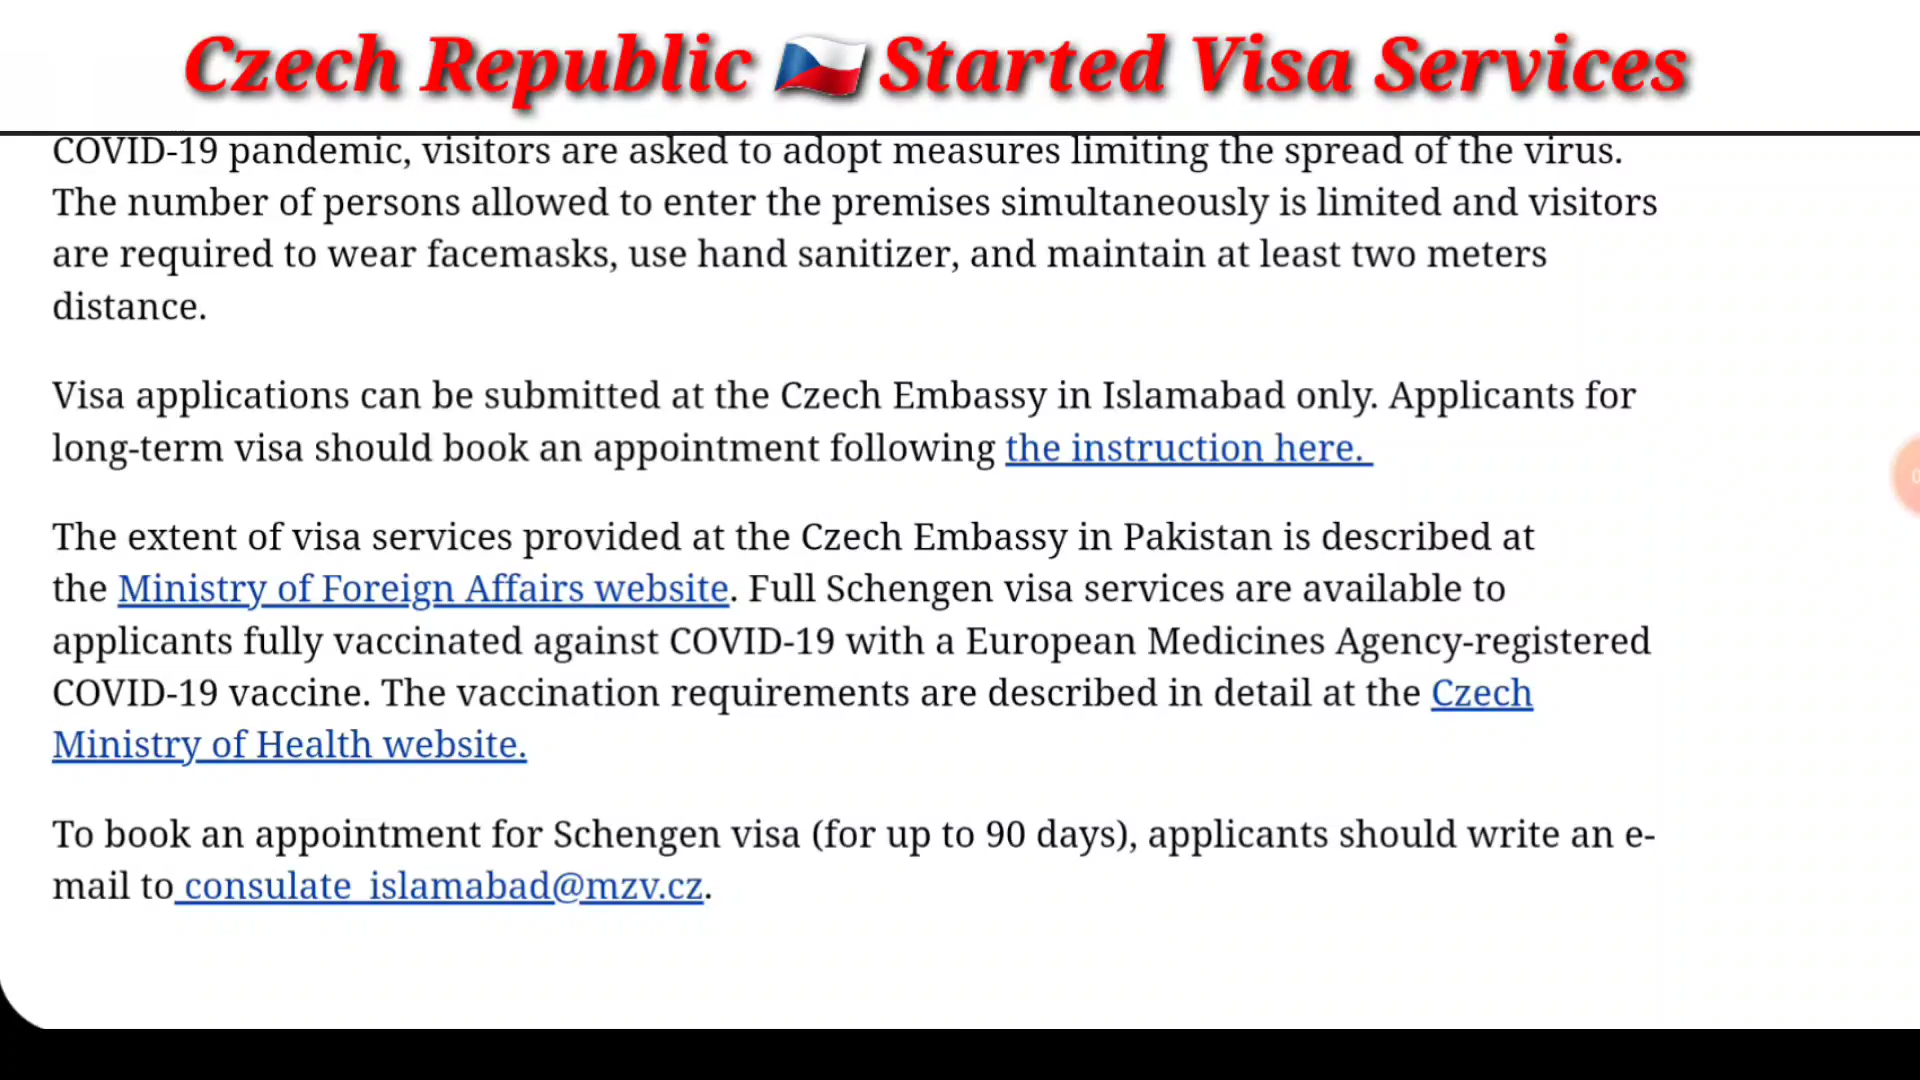 Czech Republic 🇨🇿 Started Visa Services
COVID-19 pandemic, visitors are asked to adopt measures limiting the spread of the virus.
The number of persons allowed to enter the premises simultaneously is limited and visitors
are required to wear facemasks, use hand sanitizer, and maintain at least two meters
distance.
Visa applications can be submitted at the Czech Embassy in Islamabad only. Applicants for
long-term visa should book an appointment following the instruction here.
The extent of visa services provided at the Czech Embassy in Pakistan is described at
the Ministry of Foreign Affairs website. Full Schengen visa services are available to
applicants fully vaccinated against COVID-19 with a European Medicines Agency-registered
COVID-19 vaccine. The vaccination requirements are described in detail at the Czech
Ministry of Health website.
To book an appointment for Schengen visa (for up to 90 days), applicants should write an e-
mail to consulate_islamabad@mzv.cz.